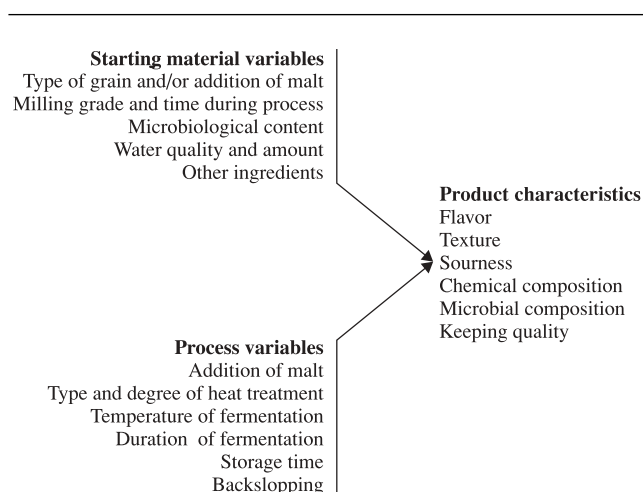 Starting material variables
Type of grain and/or addition of malt
Milling grade and time during process
Microbiological content
Water quality and amount
Other ingredients
Product characteristics
Flavor
Texture
Sourness
Chemical composition
Microbial composition
Keeping quality
Process variables
Addition of malt
Type and degree of heat treatment
Temperature of fermentation
Duration of fermentation
Storage time
Backslopping